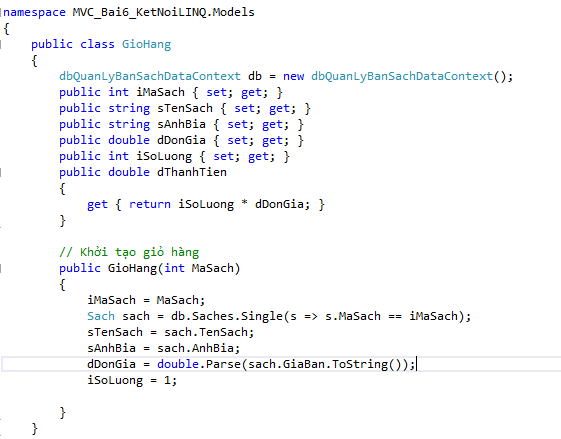 namespace MVC_Bai6_KetNoiLINQ.Models
{
public class GioHang
{
dbQuanLyBanSachDataContext db = new dbQuanLyBanSachDataContext();
public int iMaSach { set; get; }
public string sTenSach { set; get; }
public string sAnhBia { set; get; }
public double dDonGia { set; get; }
public int iSoLuong { set; get; }
public double dThanhTien
{
get { return iSoLuong * dDonGia; }
}
// Khởi tạo giỏ hàng
public GioHang(int MaSach)
{
iMaSach = MaSach;
Sach sach = db.Saches.Single(s => s.MaSach == iMaSach);
sTenSach = sach.TenSach;
sAnhBia = sach.AnhBia;
dDonGia = double.Parse(sach.GiaBan.ToString());
iSoLuong = 1;
}
}